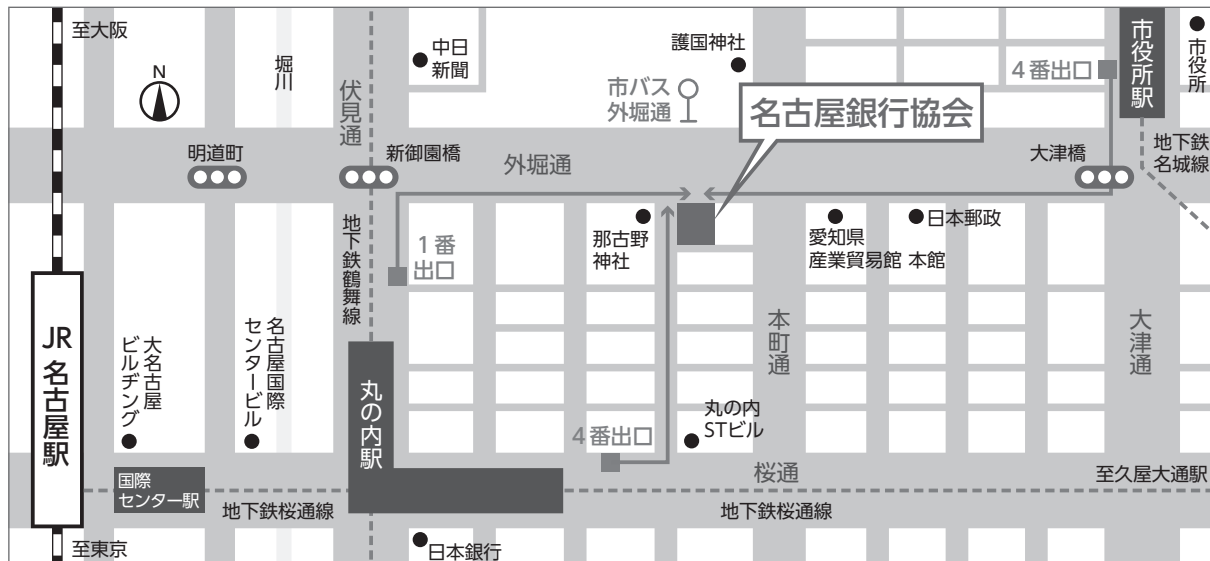 至大阪
N
堀川
伏見通
中日
新聞
護国神社
市バス
外堀通
4番出口
市役所駅
市役所
名古屋銀行協会
明道町
新御園橋
外堀通
大津橋
地下鉄
名城線
地下鉄鶴舞線
1番
出口
那古野
神社
愛知県
産業貿易館 本館
日本郵政
JR 名古屋駅
大名古屋
ビルヂング
名古屋国際
センタービル
丸の内駅
本町通
大津通
4番出口
丸の内
STビル
国際
センター駅
桜通
至久屋大通駅
地下鉄桜通線
地下鉄桜通線
至東京
日本銀行